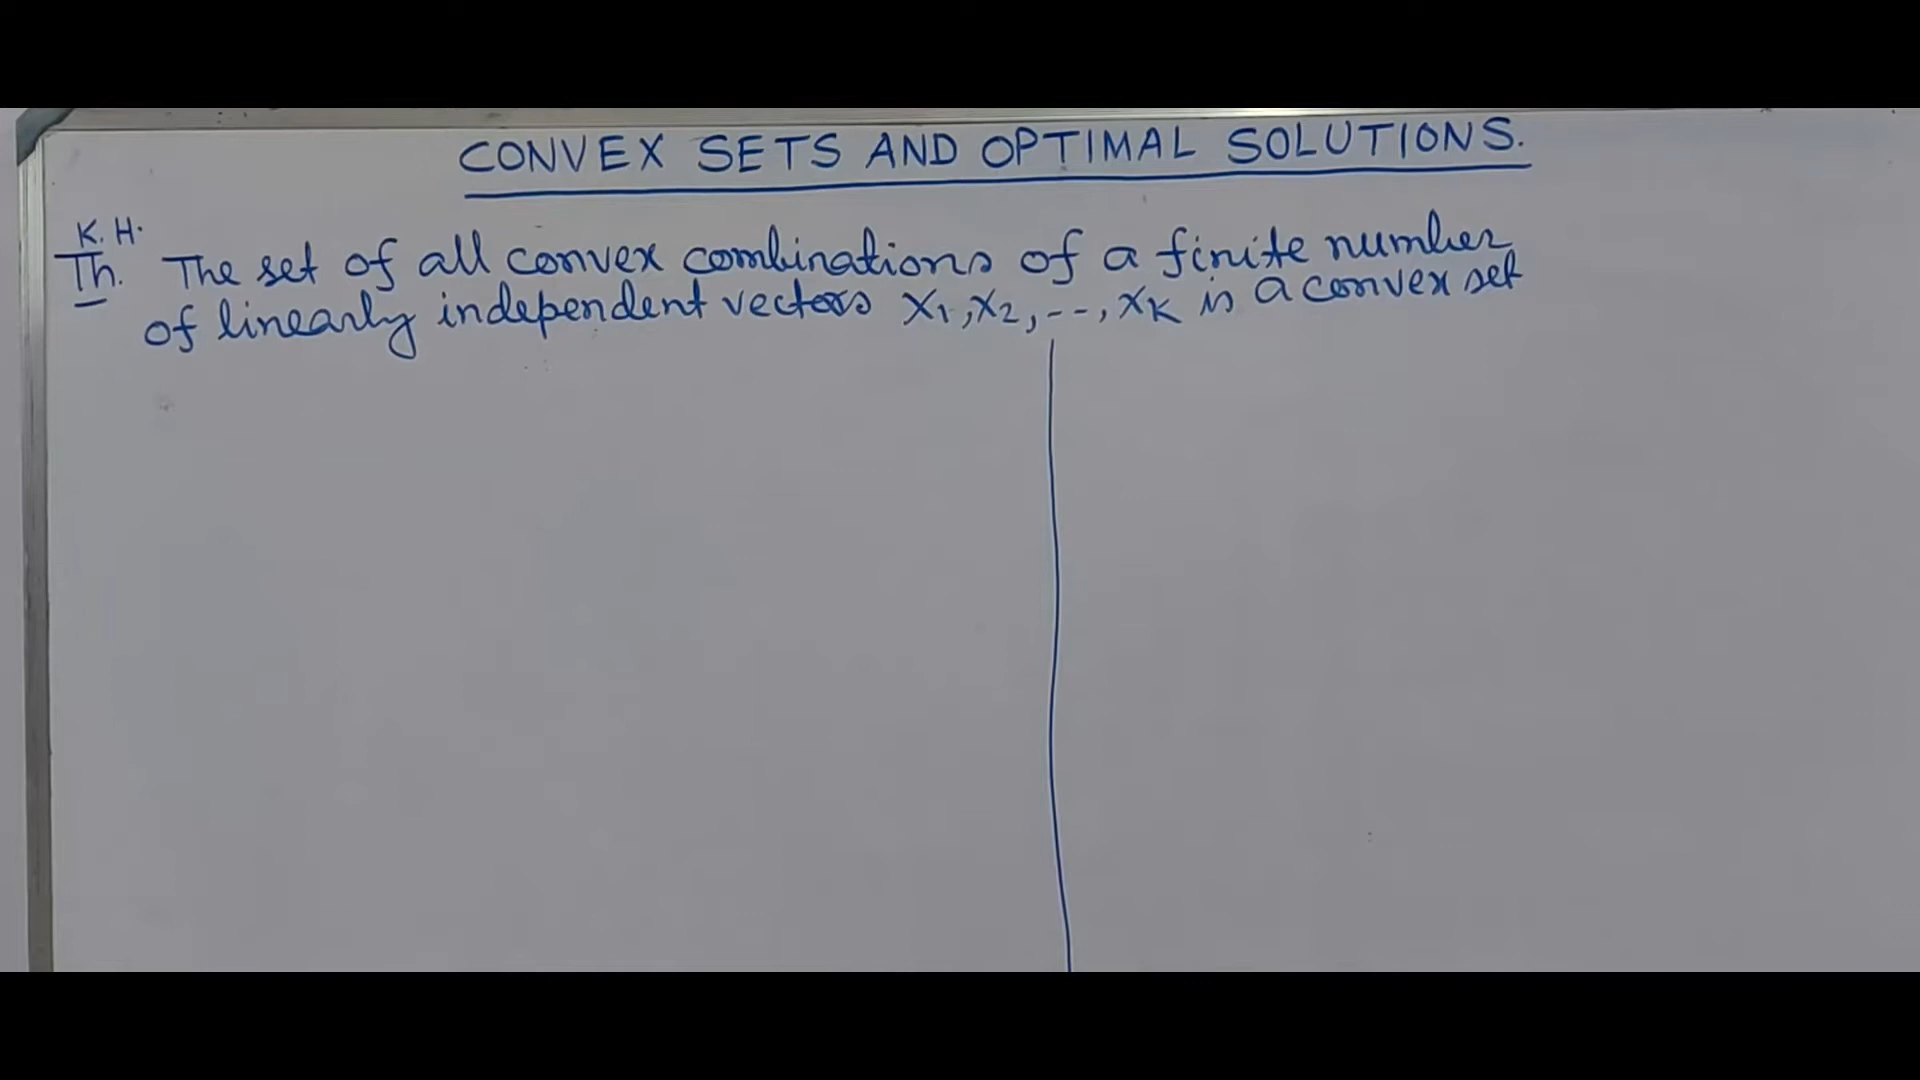 CONVEX SETS AND OPTIMAL SOLUTIONS.
K.H.
Th. The set of all convex combinations of a finite number
of linearly independent vectors X1, X2, --, XK is a convex set